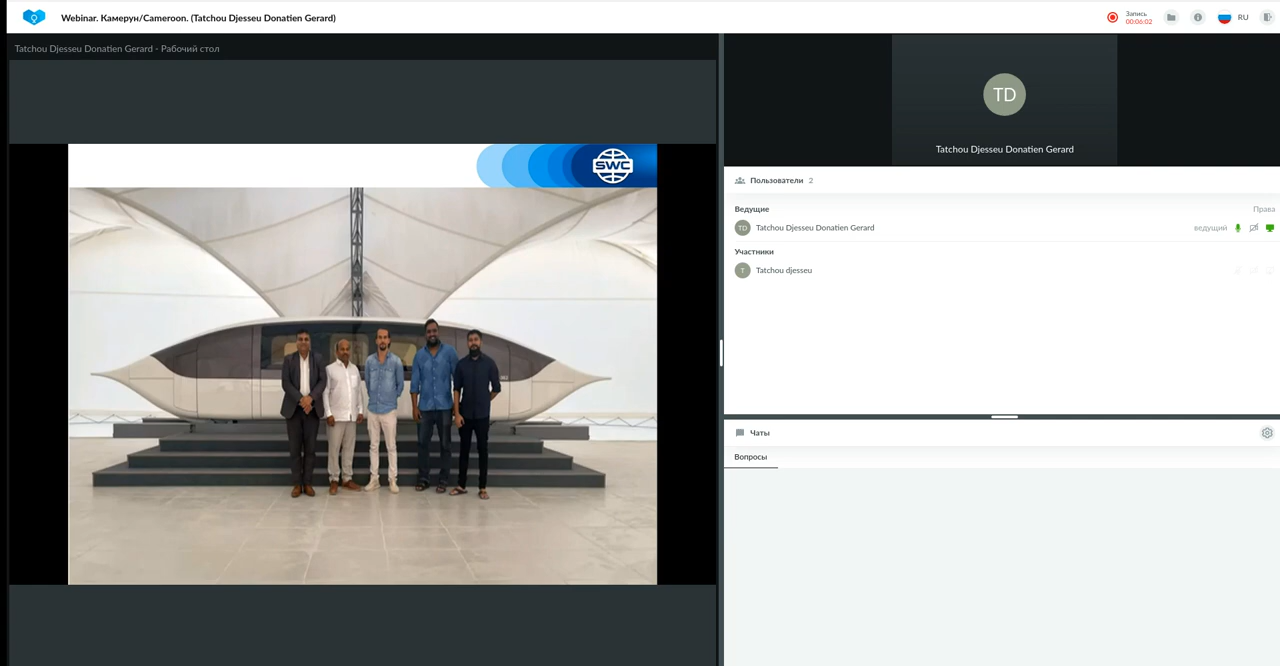 Webinar. Камерун/Cameroon. (Tatchou Djesseu Donatien Gerard)
Запись
00:06:02
RU
Tatchou Djesseu Donatien Gerard - Рабочий стол
SWC
TD
Tatchou Djesseu Donatien Gerard
Пользователи 2
Ведущие
Права
TD
Tatchou Djesseu Donatien Gerard
ведущий
Участники
T
Tatchou djesseu
Чаты
Вопросы